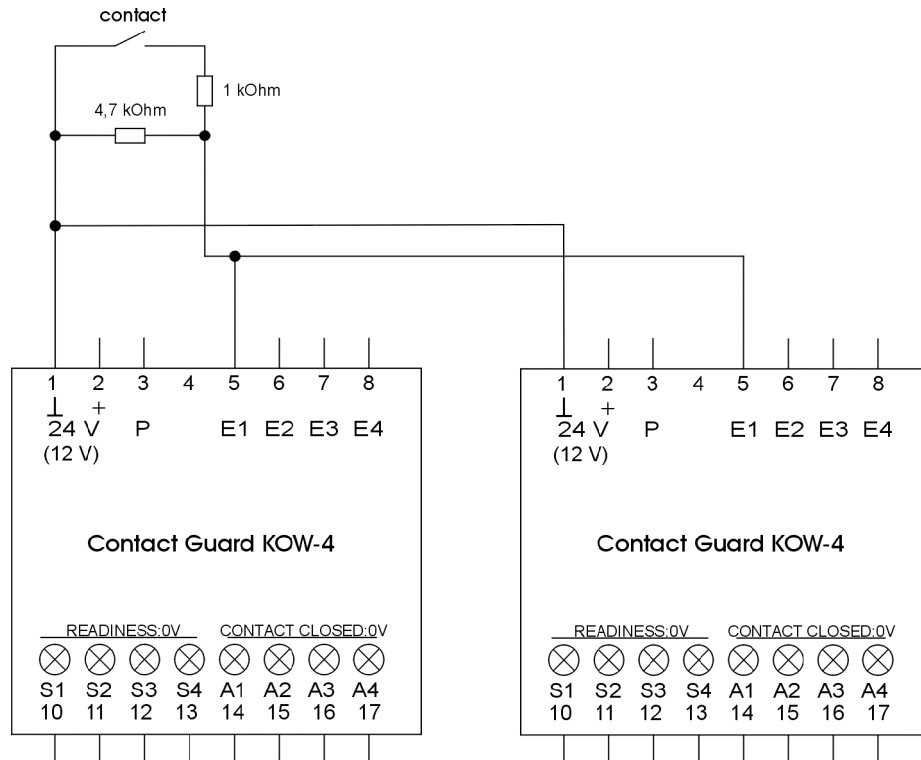 contact
1 kOhm
4,7 kOhm
1 2 3 4 5 6 7 8
⊥ +
24 V P E1 E2 E3 E4
(12 V)
Contact Guard KOW-4
READINESS:0V CONTACT CLOSED:0V
S1 S2 S3 S4 A1 A2 A3 A4
10 11 12 13 14 15 16 17
1 2 3 4 5 6 7 8
⊥ +
24 V P E1 E2 E3 E4
(12 V)
Contact Guard KOW-4
READINESS:0V CONTACT CLOSED:0V
S1 S2 S3 S4 A1 A2 A3 A4
10 11 12 13 14 15 16 17